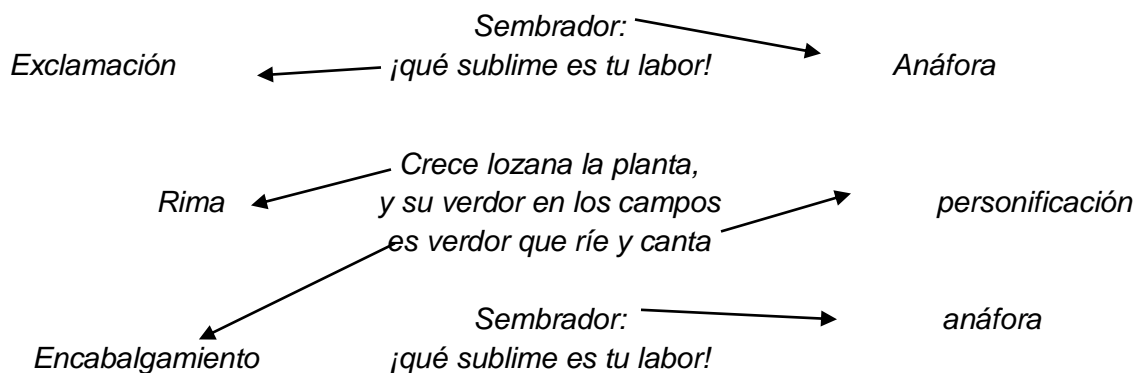 Sembrador:
Exclamación ¡qué sublime es tu labor! Anáfora
Crece lozana la planta,
Rima y su verdor en los campos personificación
es verdor que ríe y canta
Sembrador: anáfora
Encabalgamiento ¡qué sublime es tu labor!